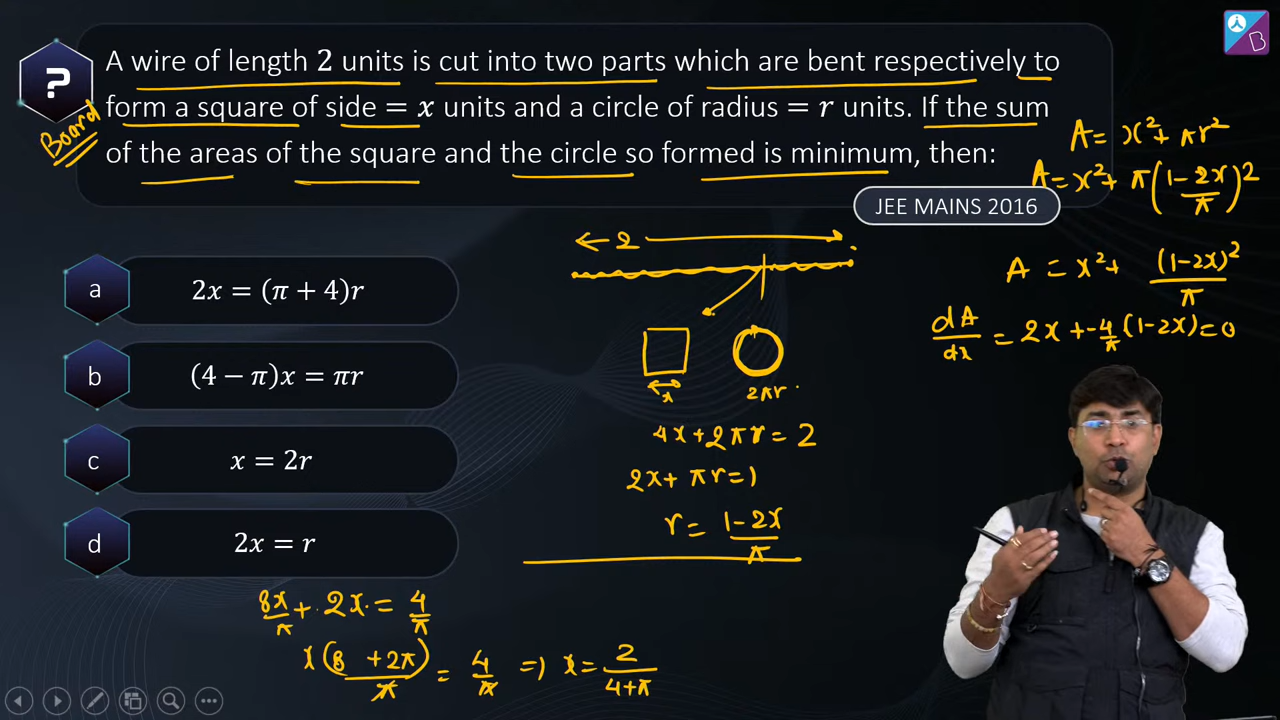 A wire of length 2 units is cut into two parts which are bent respectively to
form a square of side = x units and a circle of radius = r units. If the sum
of the areas of the square and the circle so formed is minimum, then:
?
Board
JEE MAINS 2016
B
a
2x = (π + 4)r
b
(4 − π)x = πr
c
x = 2r
d
2x = r
2
x
2πr
4x+2πr=2
2x+πr=1
r = (1-2x)/π
A = x²+πr²
A = x²+ π((1-2x)/π)²
A = x²+ (1-2x)²/π
dA/dx = 2x + -4/π (1-2x)=0
8x/π + 2x = 4/π
x(8+2π)/π = 4/π ⇒ x = 2/(4+π)